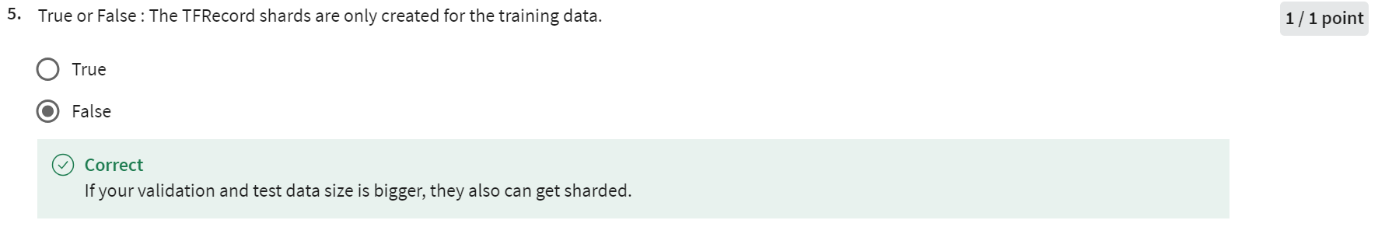 5. True or False : The TFRecord shards are only created for the training data.
1 / 1 point
True
False
Correct
If your validation and test data size is bigger, they also can get sharded.